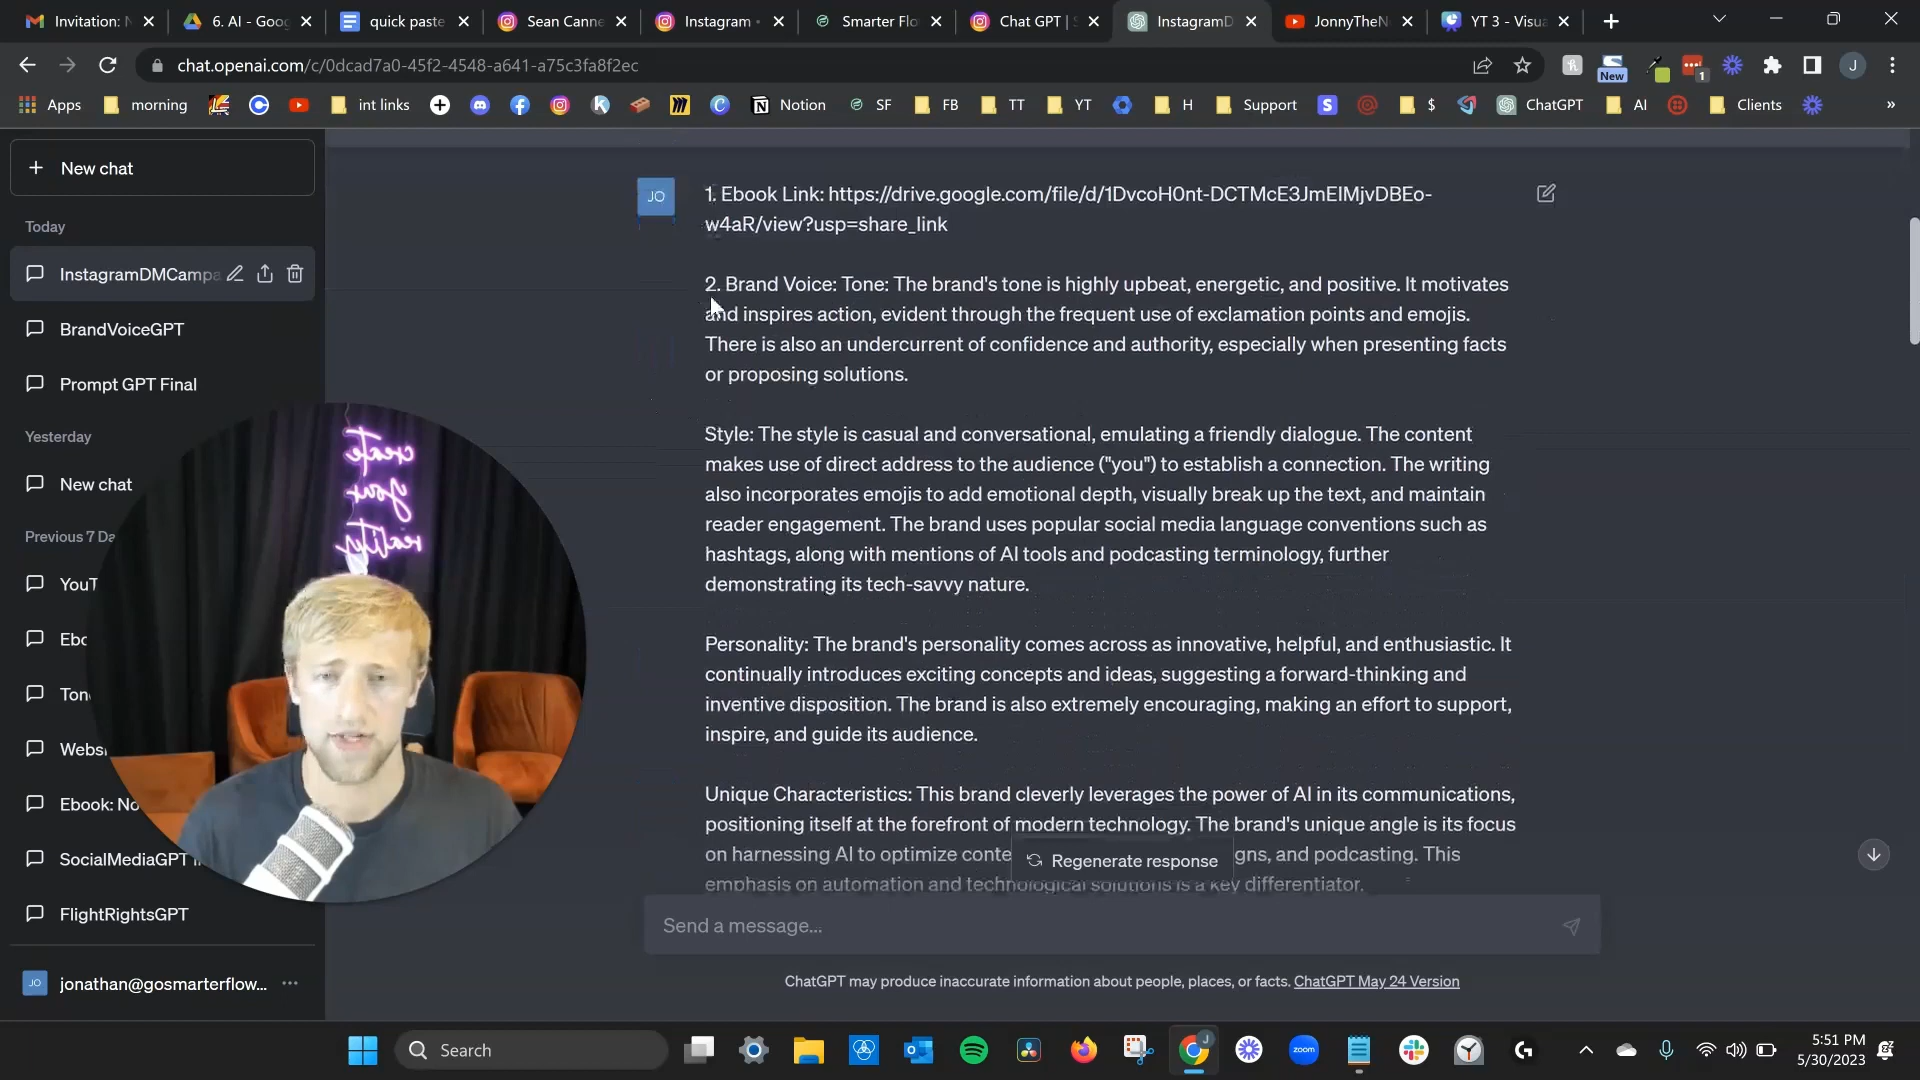 Invitation: N
6. AI - Goog
quick paste
Sean Canne
Instagram •
Smarter Flo
Chat GPT | S
InstagramD
JonnyTheN
YT 3 - Visua
chat.openai.com/c/0dcad7a0-45f2-4548-a641-a75c3fa8f2ec
New
1
J
Apps
morning
int links
Notion
SF
FB
TT
YT
H
Support
$
ChatGPT
AI
Clients
»
+ New chat
Today
InstagramDMCampa
BrandVoiceGPT
Prompt GPT Final
Yesterday
New chat
Previous 7 Da
YouT
Ebo
Ton
Websi
Ebook: No
SocialMediaGPT
FlightRightsGPT
JO
jonathan@gosmarterflow...
create
your
reality
JO
1. Ebook Link: https://drive.google.com/file/d/1DvcoH0nt-DCTMcE3JmEIMjvDBEo-
w4aR/view?usp=share_link
2. Brand Voice: Tone: The brand's tone is highly upbeat, energetic, and positive. It motivates
and inspires action, evident through the frequent use of exclamation points and emojis.
There is also an undercurrent of confidence and authority, especially when presenting facts
or proposing solutions.
Style: The style is casual and conversational, emulating a friendly dialogue. The content
makes use of direct address to the audience ("you") to establish a connection. The writing
also incorporates emojis to add emotional depth, visually break up the text, and maintain
reader engagement. The brand uses popular social media language conventions such as
hashtags, along with mentions of AI tools and podcasting terminology, further
demonstrating its tech-savvy nature.
Personality: The brand's personality comes across as innovative, helpful, and enthusiastic. It
continually introduces exciting concepts and ideas, suggesting a forward-thinking and
inventive disposition. The brand is also extremely encouraging, making an effort to support,
inspire, and guide its audience.
Unique Characteristics: This brand cleverly leverages the power of AI in its communications,
positioning itself at the forefront of modern technology. The brand's unique angle is its focus
on harnessing AI to optimize conte
gns, and podcasting. This
Regenerate response
emphasis on automation and technological solutions is a key differentiator.
Send a message...
ChatGPT may produce inaccurate information about people, places, or facts. ChatGPT May 24 Version
Search
zoom
5:51 PM
5/30/2023